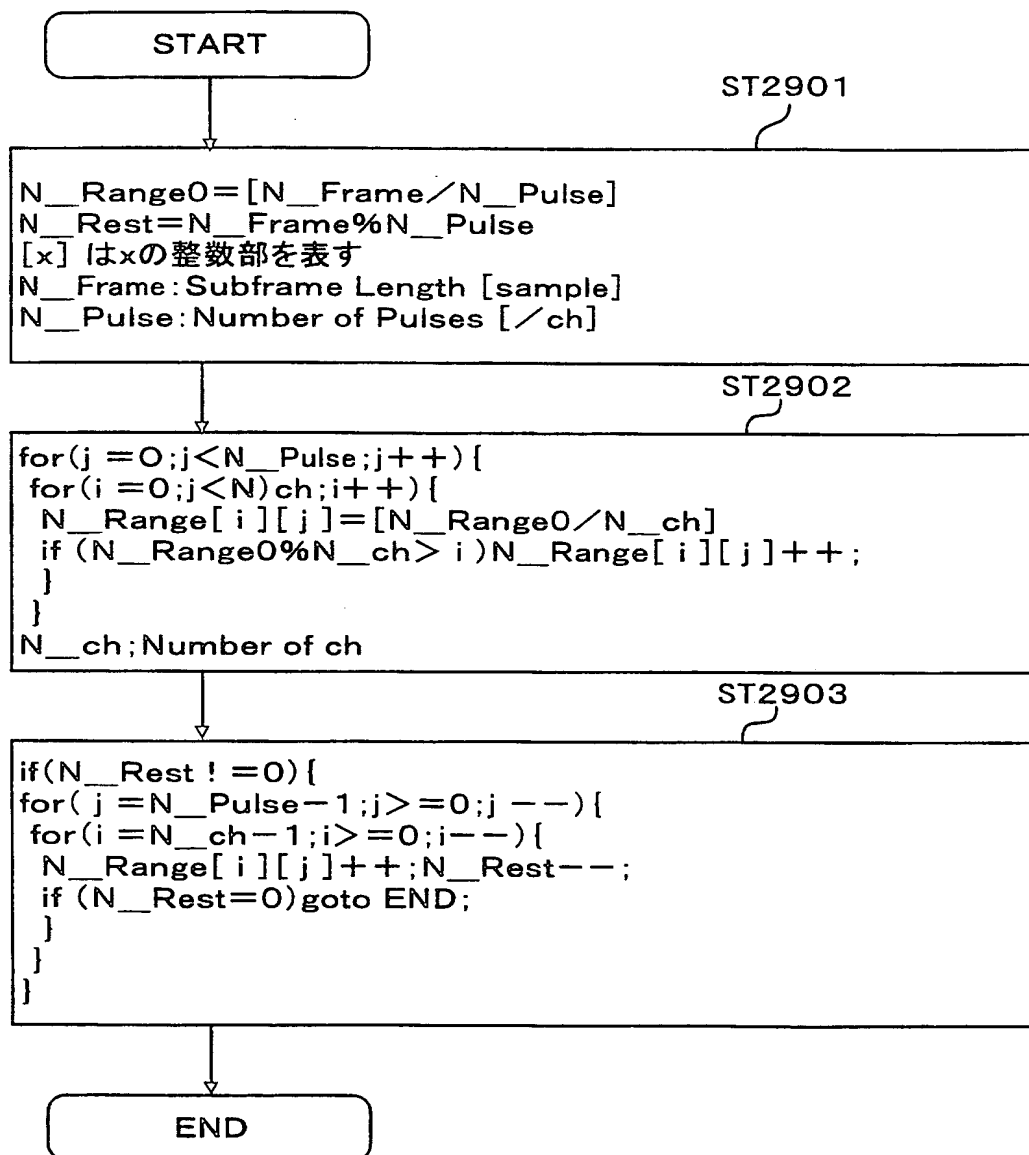 START
ST2901
N__Range0=[N__Frame/N__Pulse]
N__Rest=N__Frame%N__Pulse
[x] はxの整数部を表す
N__Frame:Subframe Length [sample]
N__Pulse:Number of Pulses [/ch]
ST2902
for(j =O;j<N__Pulse;j++){
for(i =0;j<N)ch;i++){
N__Range[i][j]=[N__Range0/N__ch]
if (N__Range0%N__ch> i )N__Range[i][j]++;
}
}
N__ch;Number of ch
ST2903
if(N__Rest ! =0){
for( j =N__Pulse-1;j>=0;j --){
for(i =N__ch-1;i>=0;i--){
N__Range[i][j]++;N__Rest--;
if (N__Rest=0)goto END;
}
}
}
END